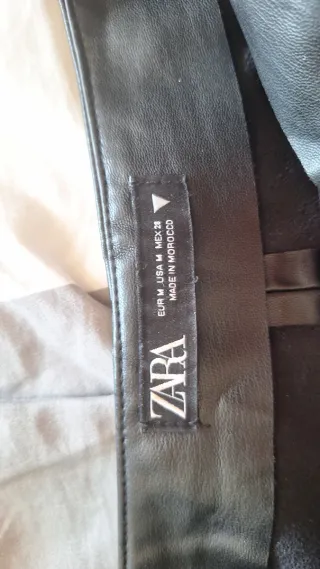 ZARA
EUR M USA M MEX 28
MADE IN MOROCCO